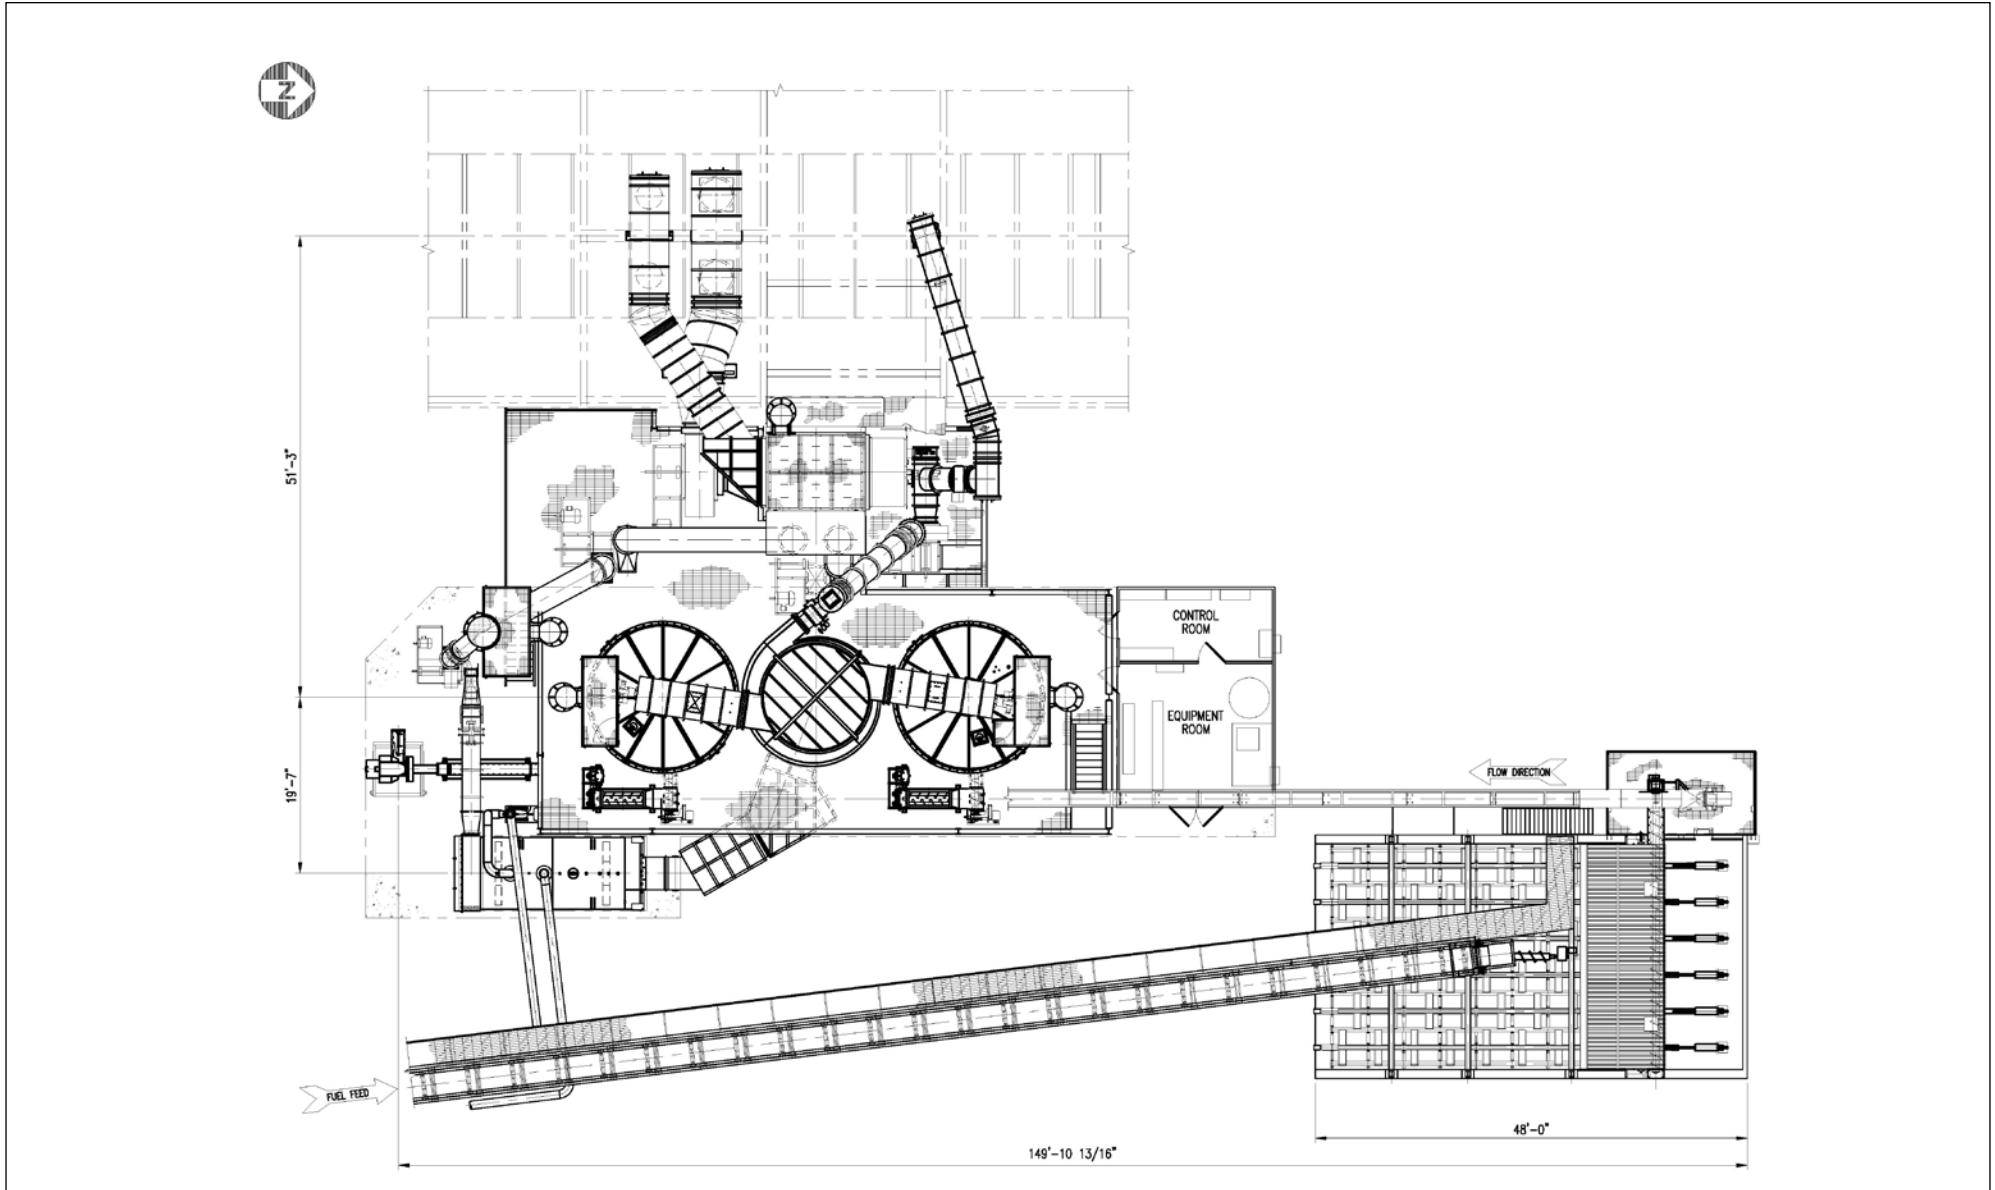 N
51'-3"
CONTROL
ROOM
EQUIPMENT
ROOM
19'-7"
FLOW DIRECTION
FUEL FEED
48'-0"
149'-10 13/16"